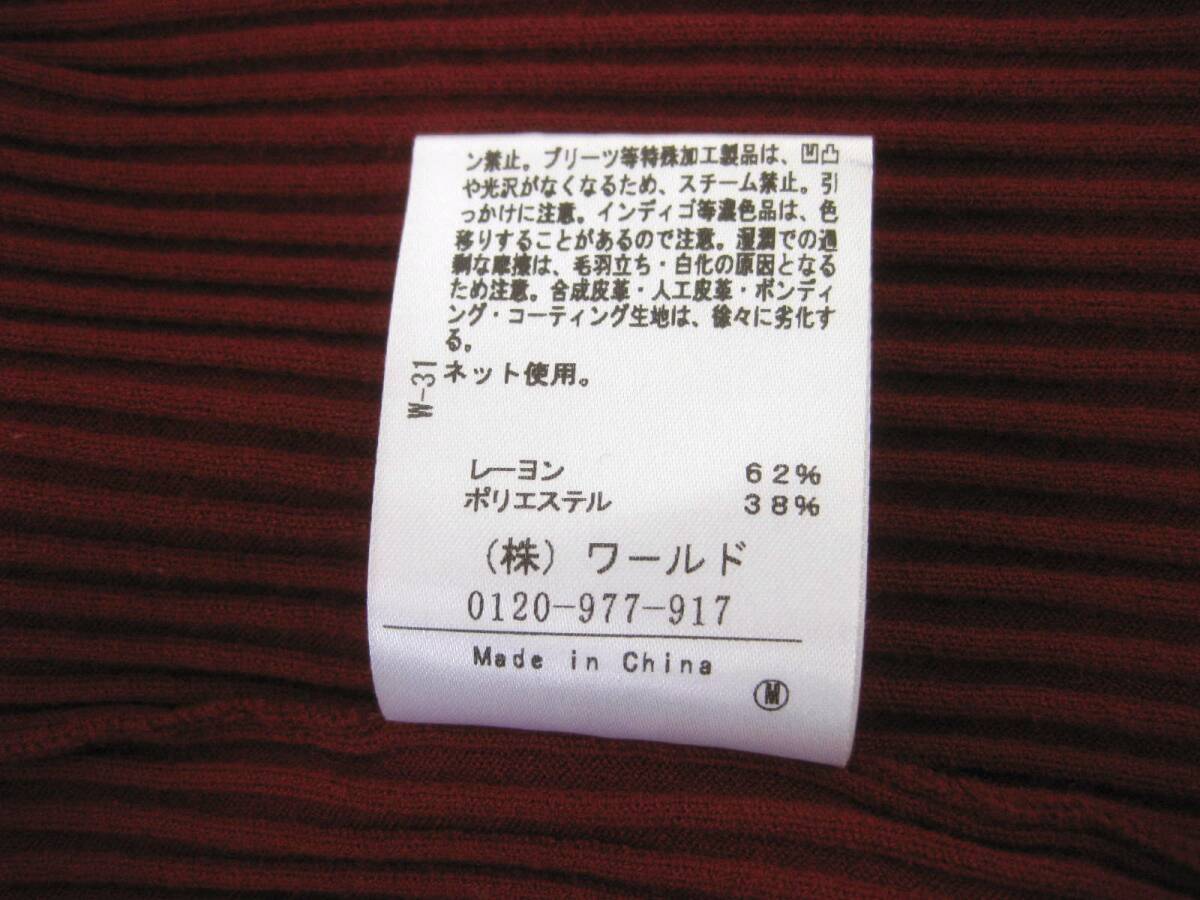 ン禁止。プリーツ等特殊加工製品は、凹凸
や光沢がなくなるため、スチーム禁止。引
っかけに注意。インディゴ等濃色品は、色
移りすることがあるので注意。湿潤での過
剰な摩擦は、毛羽立ち・白化の原因となる
ため注意。合成皮革・人工皮革・ボンディ
ング・コーティング生地は、徐々に劣化す
る。
ネット使用。
W-31
レーヨン 62%
ポリエステル 38%
(株)ワールド
0120-977-917
Made in China
M